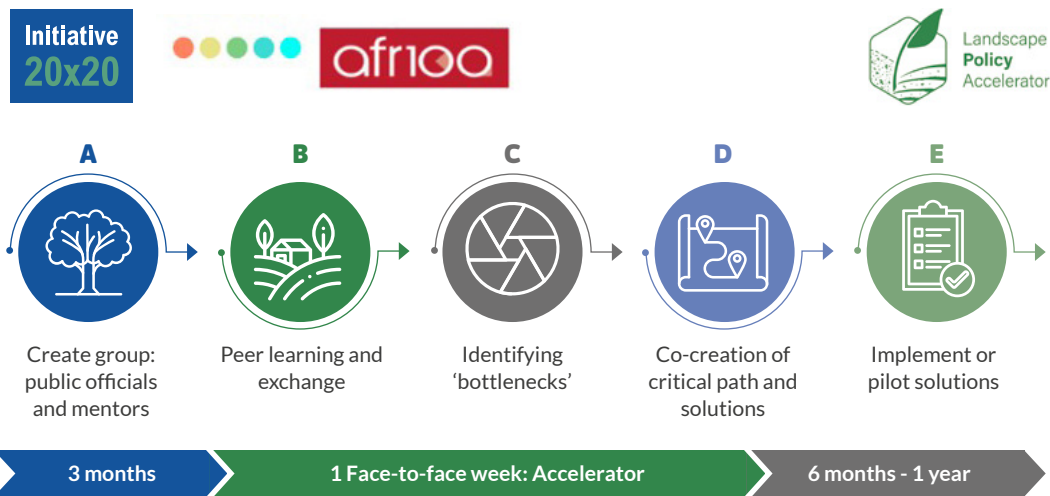 Initiative
20x20
afr100
Landscape
Policy
Accelerator
A
B
C
D
E
Create group:
public officials
and mentors
Peer learning and
exchange
Identifying
‘bottlenecks’
Co-creation of
critical path and
solutions
Implement or
pilot solutions
3 months
1 Face-to-face week: Accelerator
6 months - 1 year